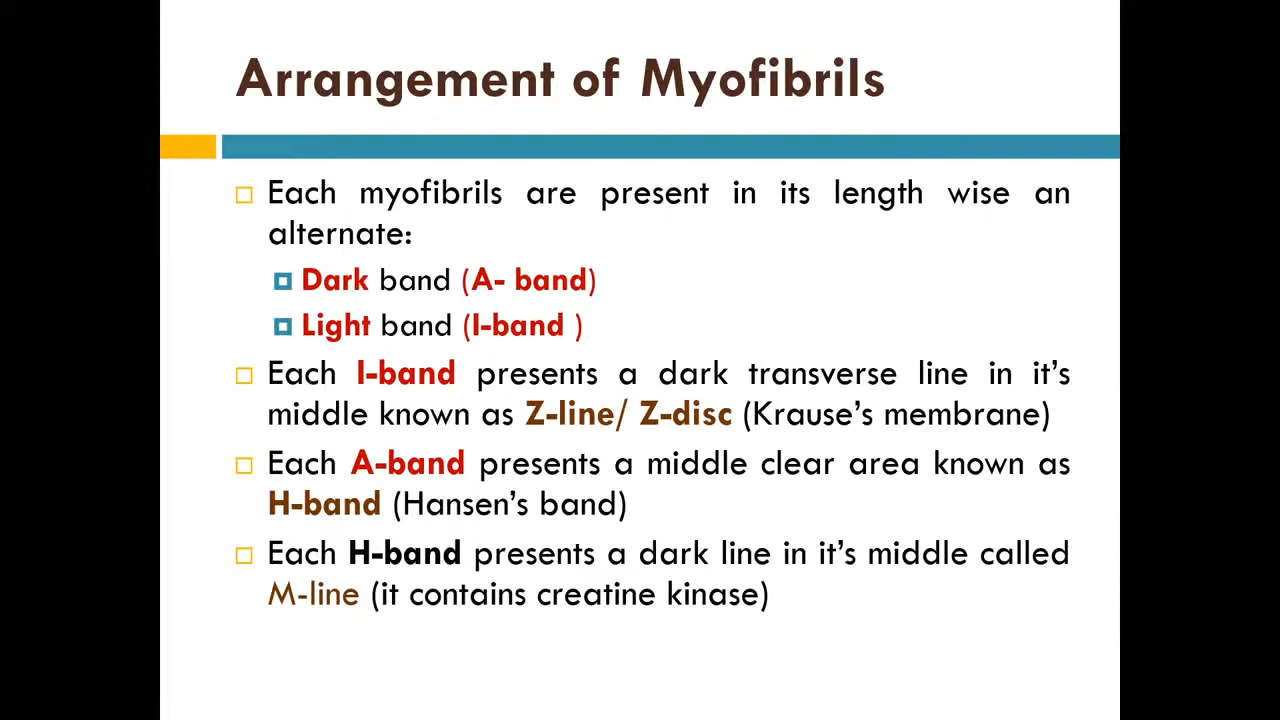 Arrangement of Myofibrils
Each myofibrils are present in its length wise an
alternate:
Dark band (A- band)
Light band (I-band )
Each I-band presents a dark transverse line in it's
middle known as Z-line/ Z-disc (Krause's membrane)
Each A-band presents a middle clear area known as
H-band (Hansen's band)
Each H-band presents a dark line in it's middle called
M-line (it contains creatine kinase)